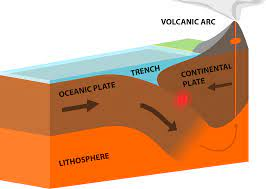 VOLCANIC ARC
TRENCH
CONTINENTAL
PLATE
OCEANIC PLATE
LITHOSPHERE